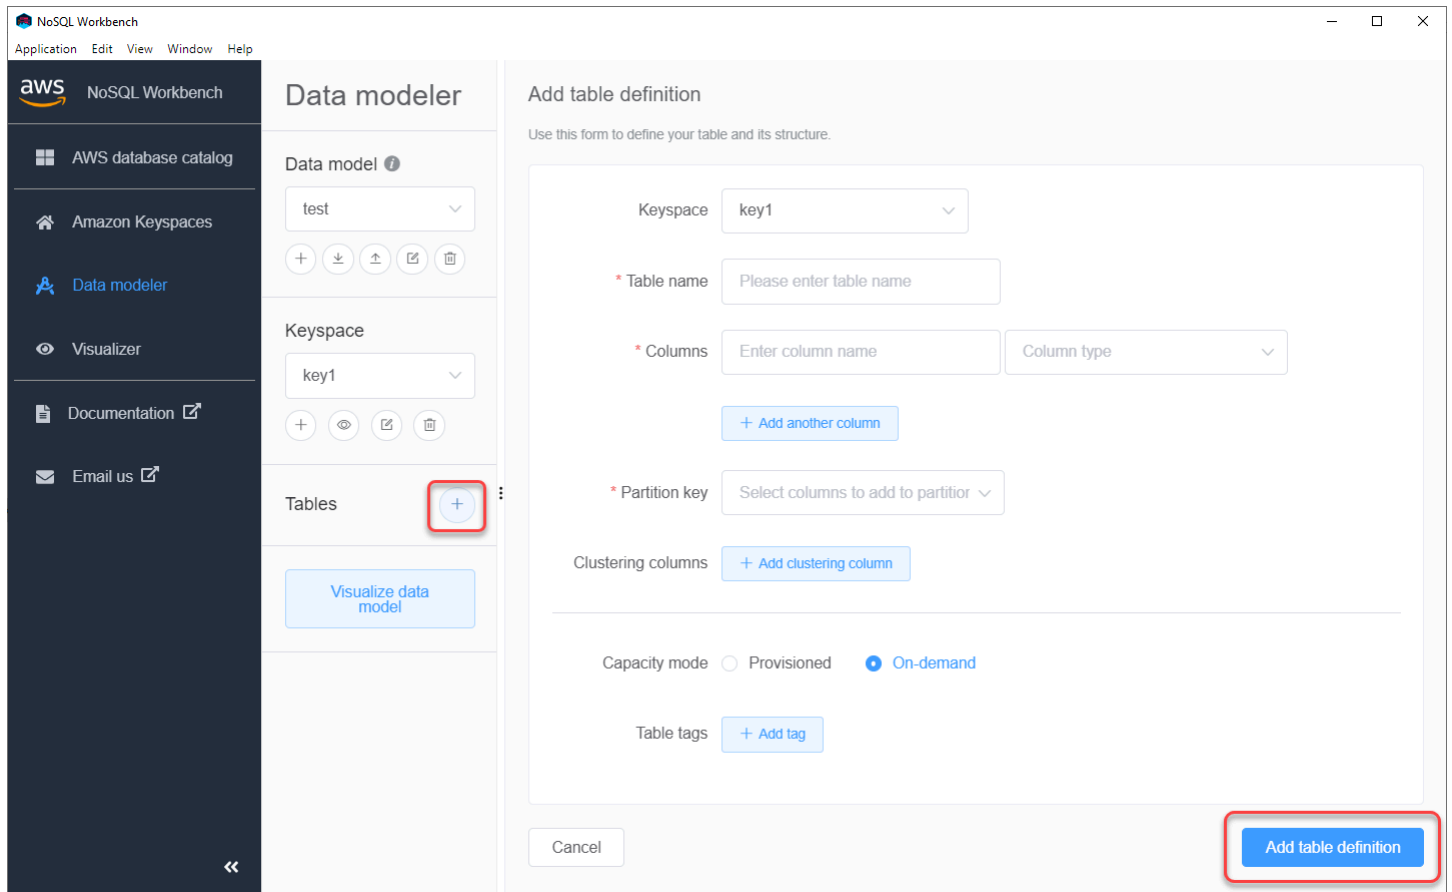 NoSQL Workbench
Application Edit View Window Help
aws NoSQL Workbench
AWS database catalog
Amazon Keyspaces
Data modeler
Visualizer
Documentation
Email us
Data modeler
Data model
test
Keyspace
key1
Tables
Visualize data
model
Add table definition
Use this form to define your table and its structure.
Keyspace key1
* Table name Please enter table name
* Columns Enter column name Column type
+ Add another column
* Partition key Select columns to add to partitior
Clustering columns + Add clustering column
Capacity mode Provisioned On-demand
Table tags + Add tag
Cancel Add table definition